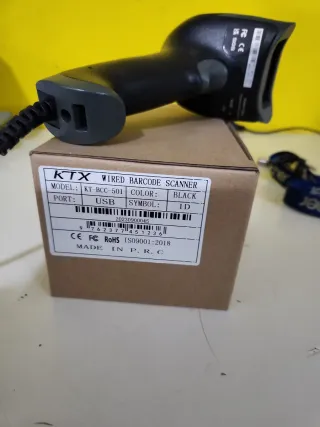 KTX WIRED BARCODE SCANNER
MODEL: KT-BCC-501 COLOR: BLACK
PORT: USB SYMBOL: 1D
CE FC RoHS ISO9001:2018
MADE IN P.R.C